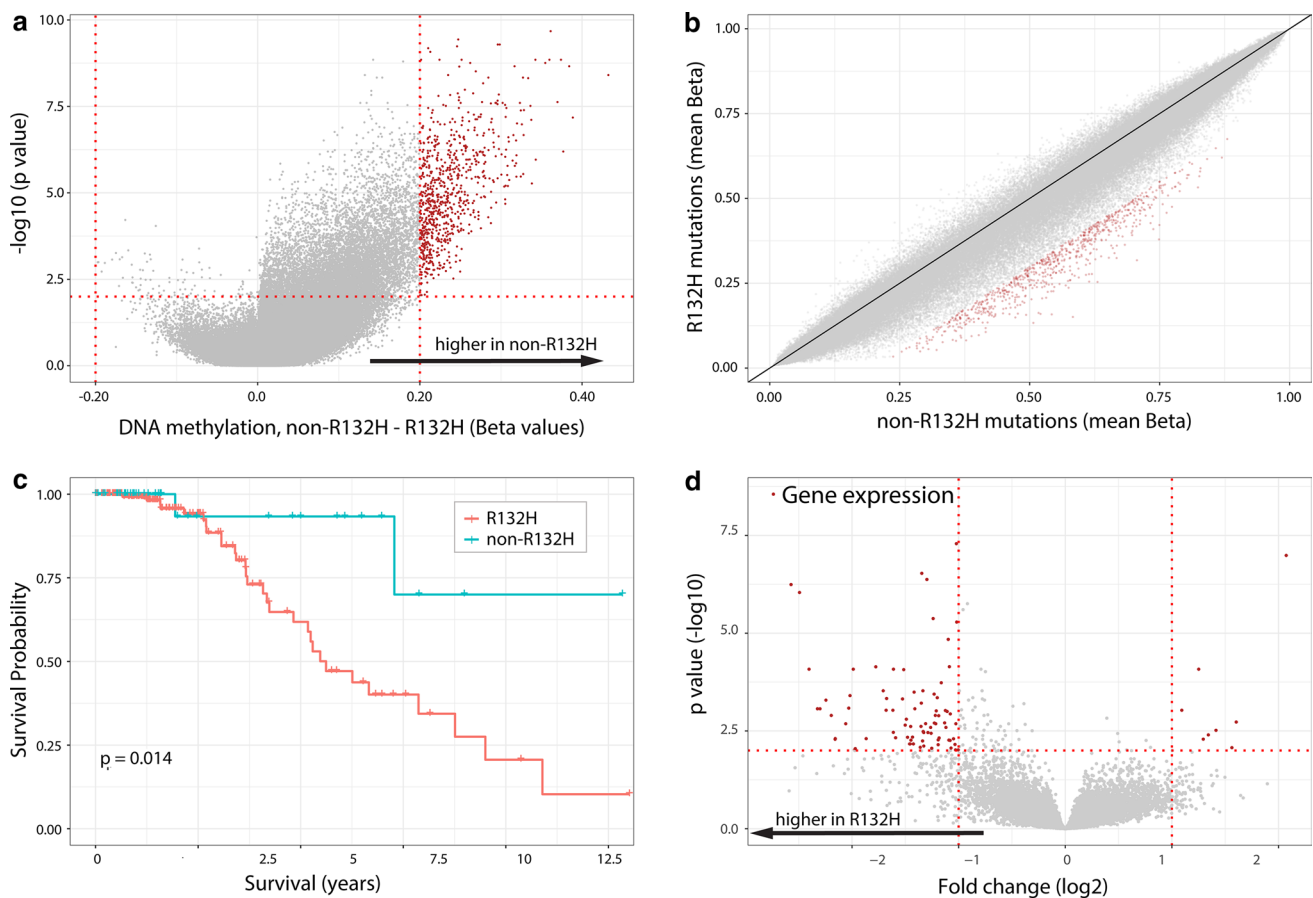 a
10.0
7.5
5.0
2.5
0.0
-log10 (p value)
higher in non-R132H
-0.20
0.0
0.20
0.40
DNA methylation, non-R132H - R132H (Beta values)
b
1.00
0.75
0.50
0.25
0.00
R132H mutations (mean Beta)
0.00
0.25
0.50
0.75
1.00
non-R132H mutations (mean Beta)
c
1.00
0.75
0.50
0.25
0.00
Survival Probability
R132H
non-R132H
p = 0.014
0
2.5
5
7.5
10
12.5
Survival (years)
d
Gene expression
7.5
5.0
2.5
0.0
p value (-log10)
higher in R132H
−2
−1
0
1
2
Fold change (log2)